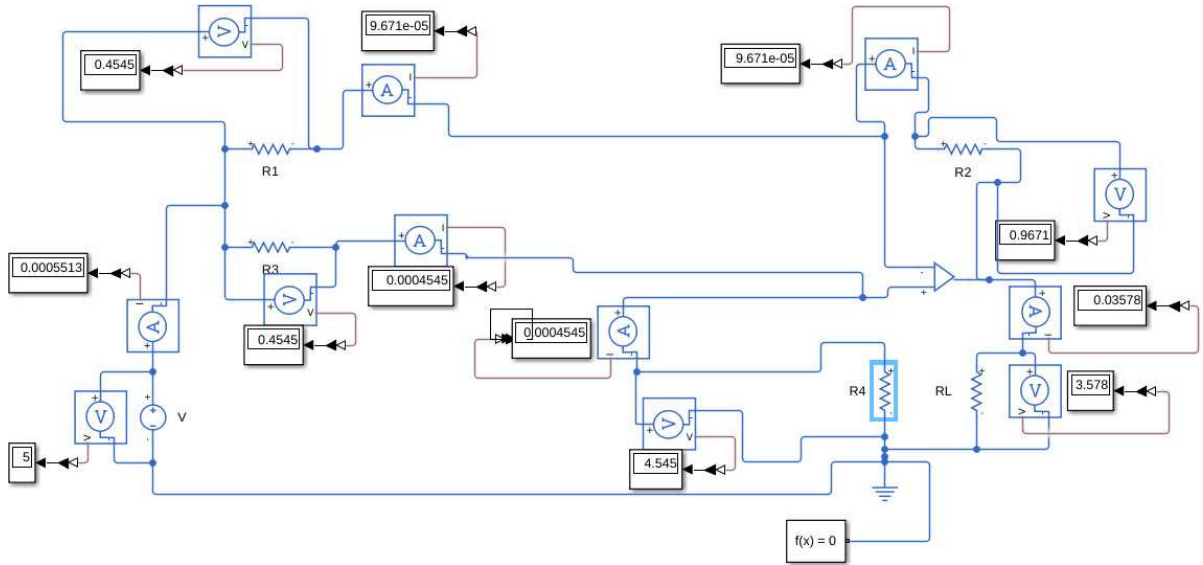 V
0.4545
9.671e-05
A
9.671e-05
A
R1
R2
V
0.9671
A
0.0004545
R3
V
0.4545
0.0005513
A
V
V
5
0.0004545
A
V
4.545
R4
RL
A
0.03578
V
3.578
f(x) = 0